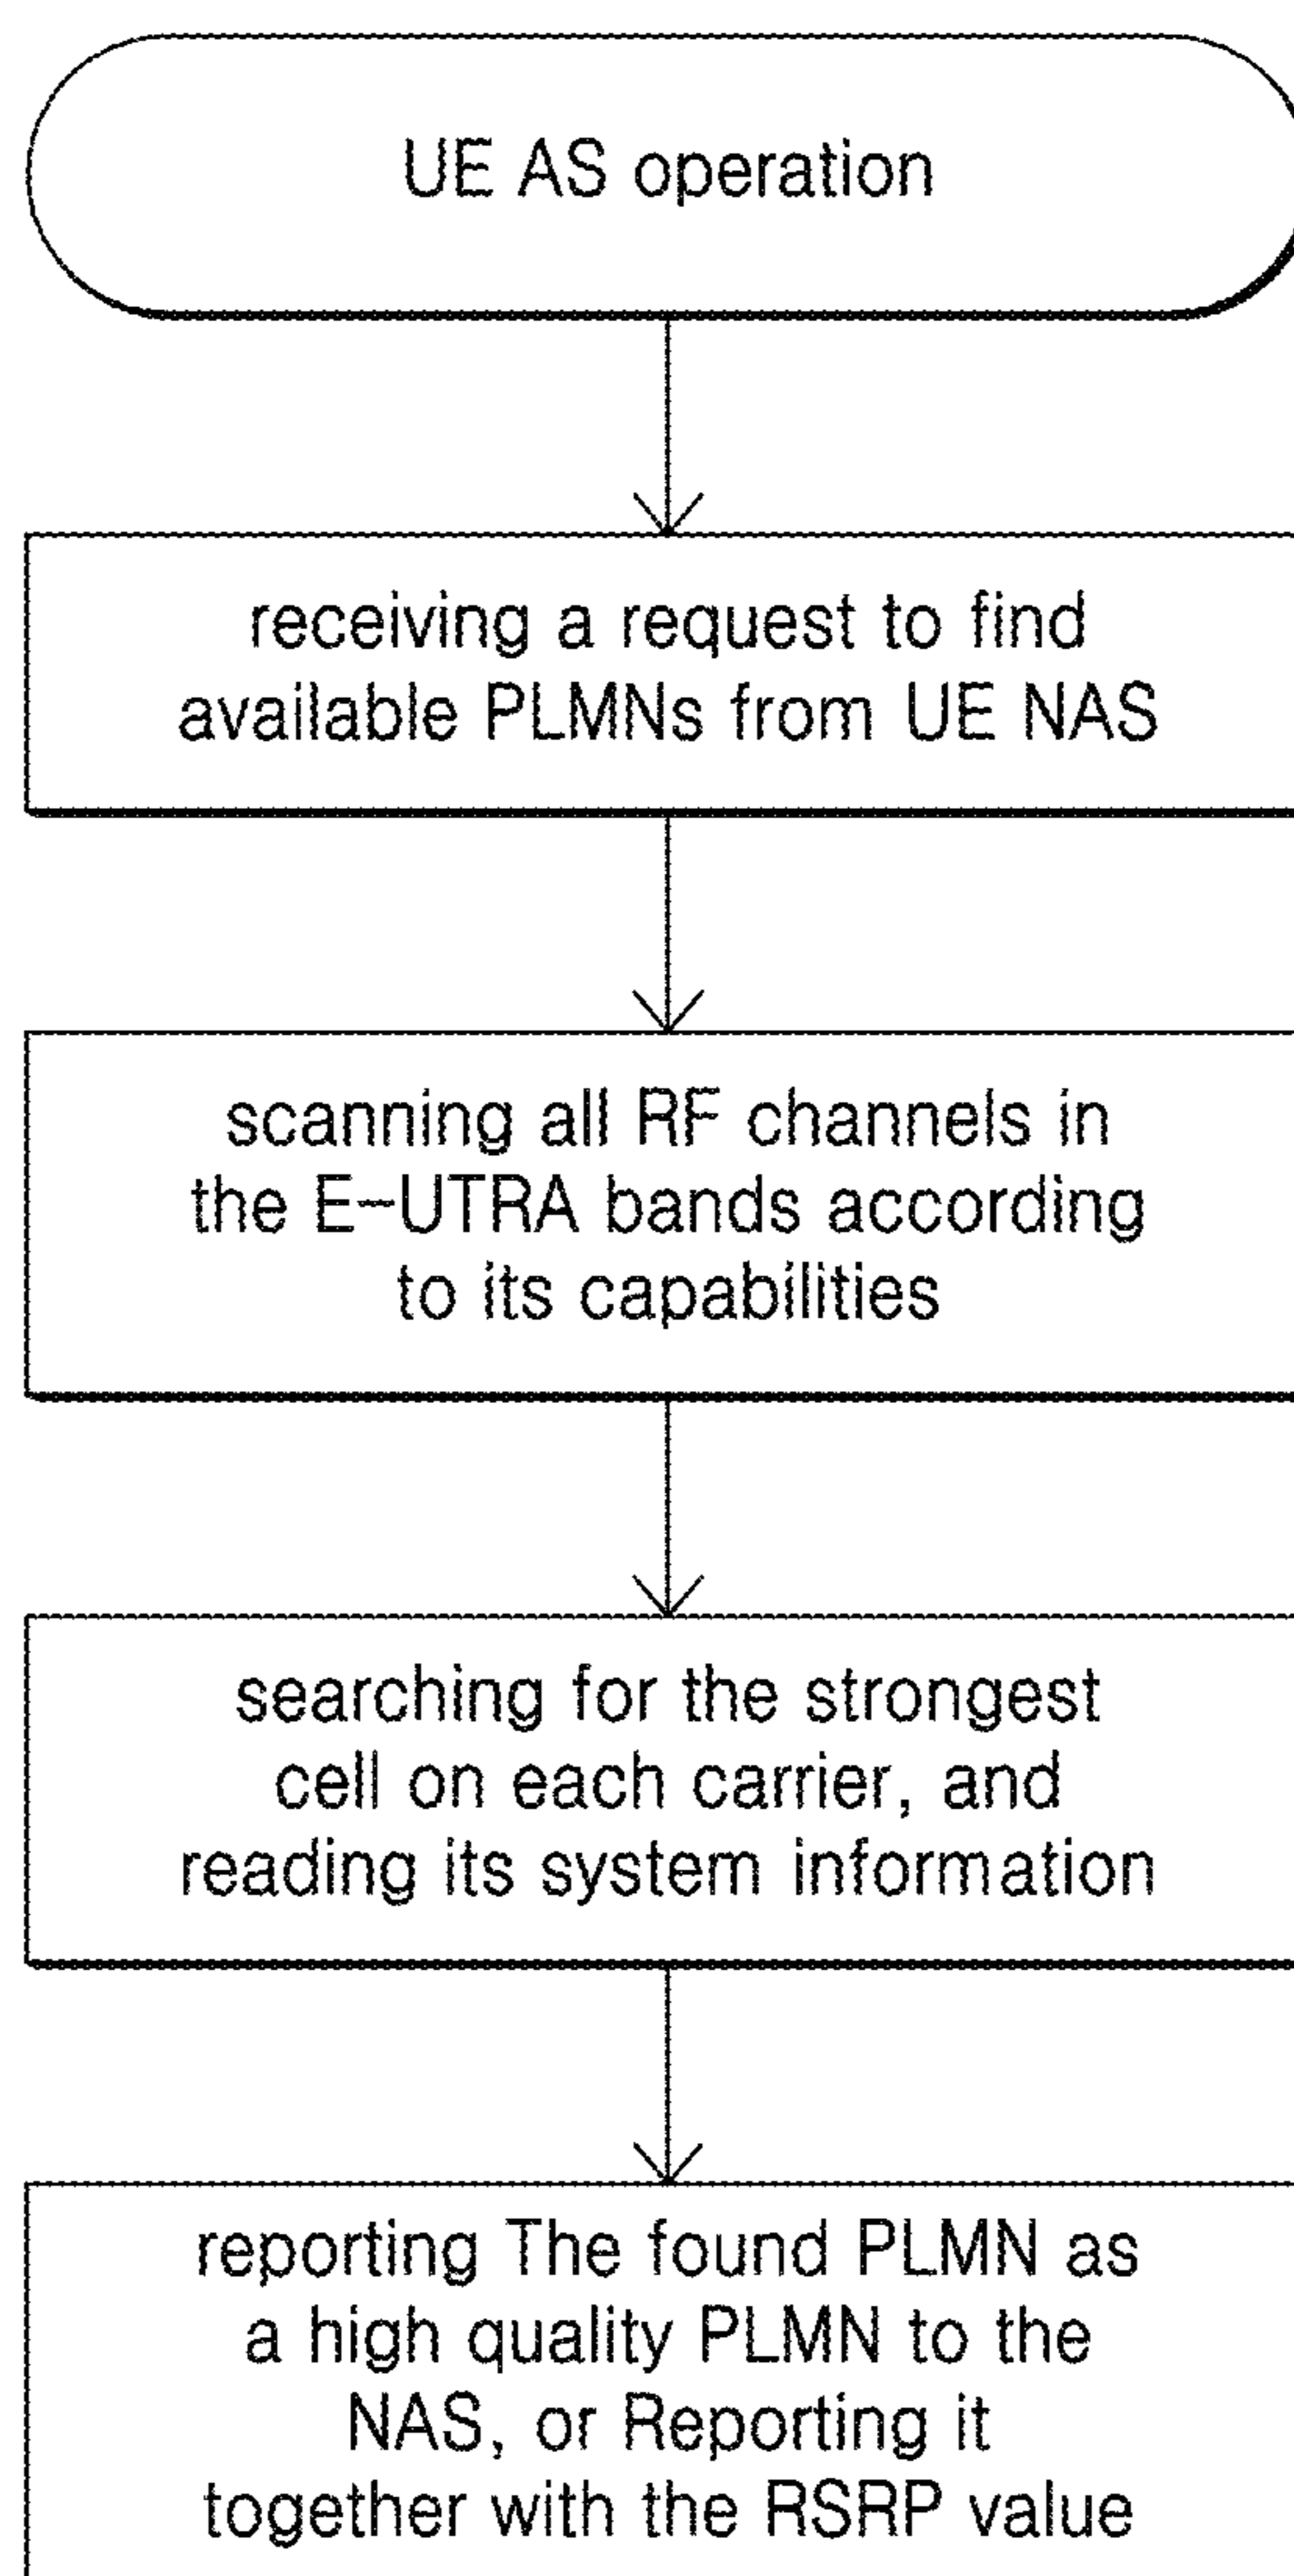 UE AS operation
receiving a request to find
available PLMNs from UE NAS
scanning all RF channels in
the E-UTRA bands according
to its capabilities
searching for the strongest
cell on each carrier, and
reading its system information
reporting The found PLMN as
a high quality PLMN to the
NAS, or Reporting it
together with the RSRP value